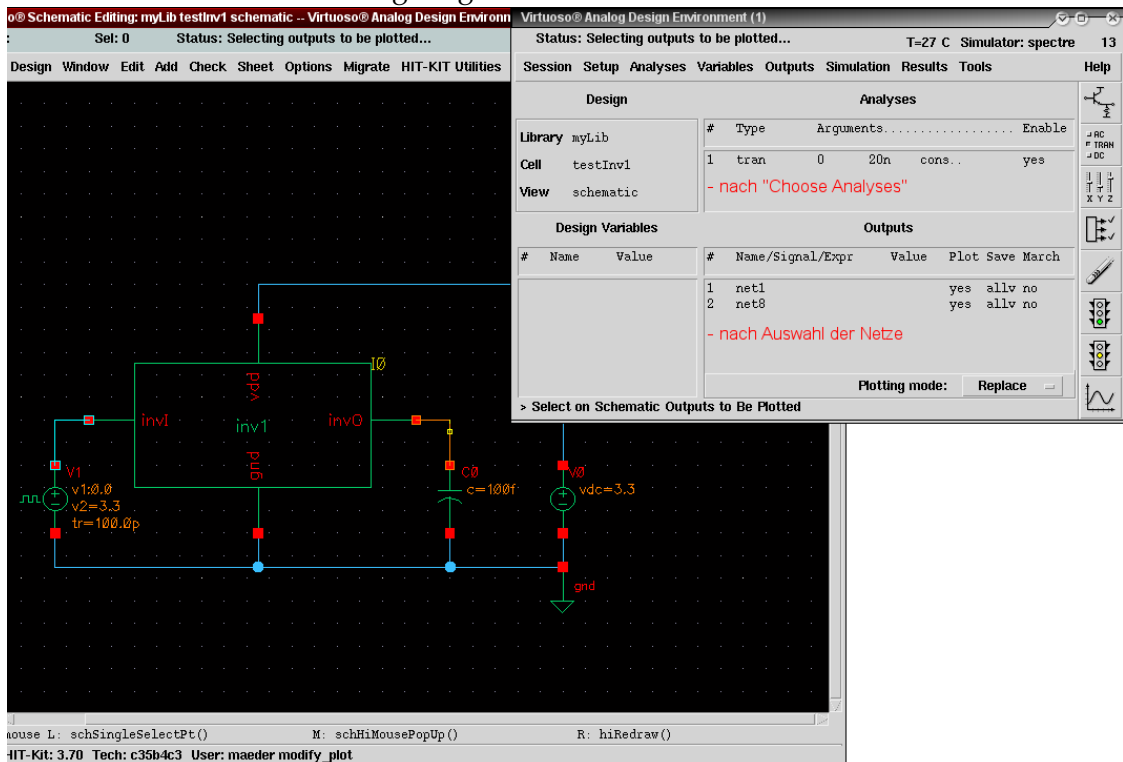 o® Schematic Editing: myLib testInv1 schematic -- Virtuoso® Analog Design Environn
: Sel: 0 Status: Selecting outputs to be plotted...
Design Window Edit Add Check Sheet Options Migrate HIT-KIT Utilities
Virtuoso® Analog Design Environment (1)
Status: Selecting outputs to be plotted... T=27 C Simulator: spectre 13
Session Setup Analyses Variables Outputs Simulation Results Tools Help
Design
Library myLib
Cell testInv1
View schematic
Analyses
# Type Arguments................... Enable
1 tran 0 20n cons.. yes
- nach "Choose Analyses"
Design Variables
# Name Value
Outputs
# Name/Signal/Expr Value Plot Save March
1 net1 yes allv no
2 net8 yes allv no
- nach Auswahl der Netze
Plotting mode: Replace
> Select on Schematic Outputs to Be Plotted
AC
TRAN
DC
X Y Z
I0
vdd
invI
inv1
invQ
gnd
V1
v1:0.0
v2=3.3
tr=100.0p
C0
c=100f
V0
vdc=3.3
gnd
mouse L: schSingleSelectPt() M: schHiMousePopUp() R: hiRedraw()
HIT-Kit: 3.70 Tech: c35b4c3 User: maeder modify_plot